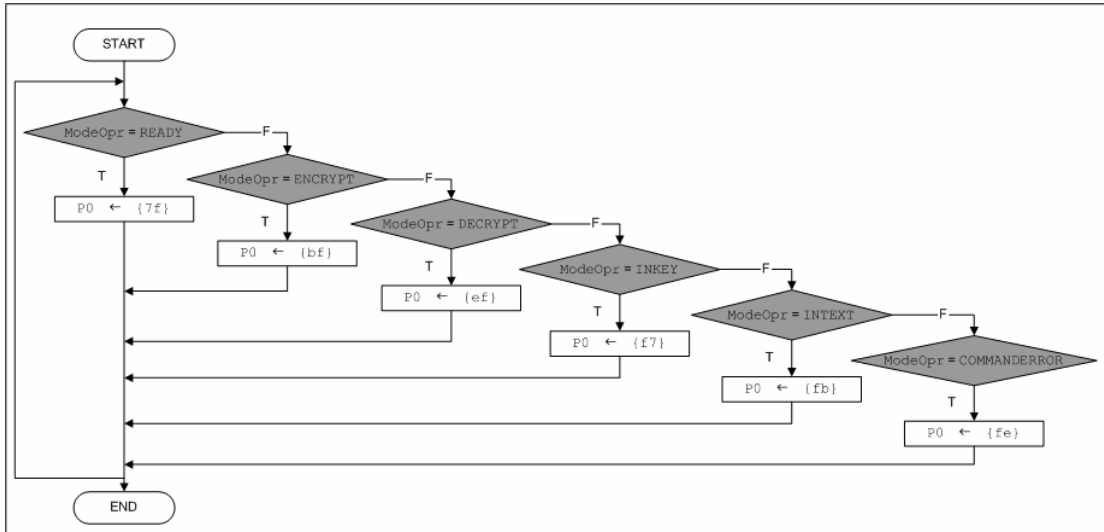 START
ModeOpr = READY
F
T
ModeOpr = ENCRYPT
F
P0 ← {7f}
T
ModeOpr = DECRYPT
F
P0 ← {bf}
T
ModeOpr = INKEY
F
P0 ← {ef}
T
ModeOpr = INTEXT
F
P0 ← {f7}
T
ModeOpr = COMMANDERROR
P0 ← {fb}
T
P0 ← {fe}
END